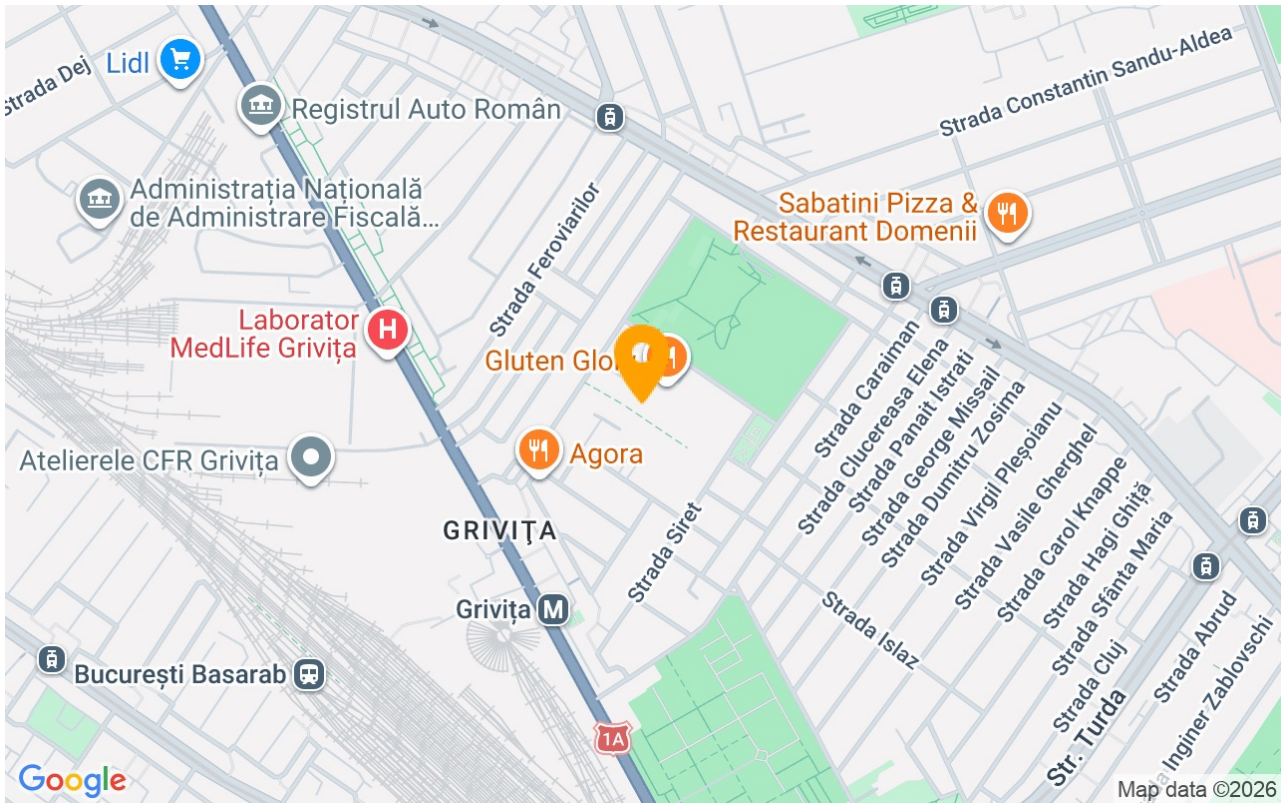 Strada Dej
Lidl
Registrul Auto Român
Strada Constantin Sandu-Aldea
Administrația Națională
de Administrare Fiscală...
Strada Feroviarilor
Sabatini Pizza &
Restaurant Domenii
Laborator
MedLife Grivița
H
Gluten Glo
Strada Caraiman
Strada Clucereasa Elena
Strada Panait Istrati
Strada George Missail
Strada Dumitru Zosima
Strada Virgil Pleșoianu
Strada Vasile Gherghel
Strada Carol Knappe
Strada Hagi Ghiță
Strada Sfânta Maria
Strada Cluj
Str. Turda
Strada Abrud
Inginer Zablovschi
Atelierele CFR Grivița
Agora
GRIVIŢA
Strada Siret
Strada Islaz
Grivița M
București Basarab
1A
Google
Map data ©2026